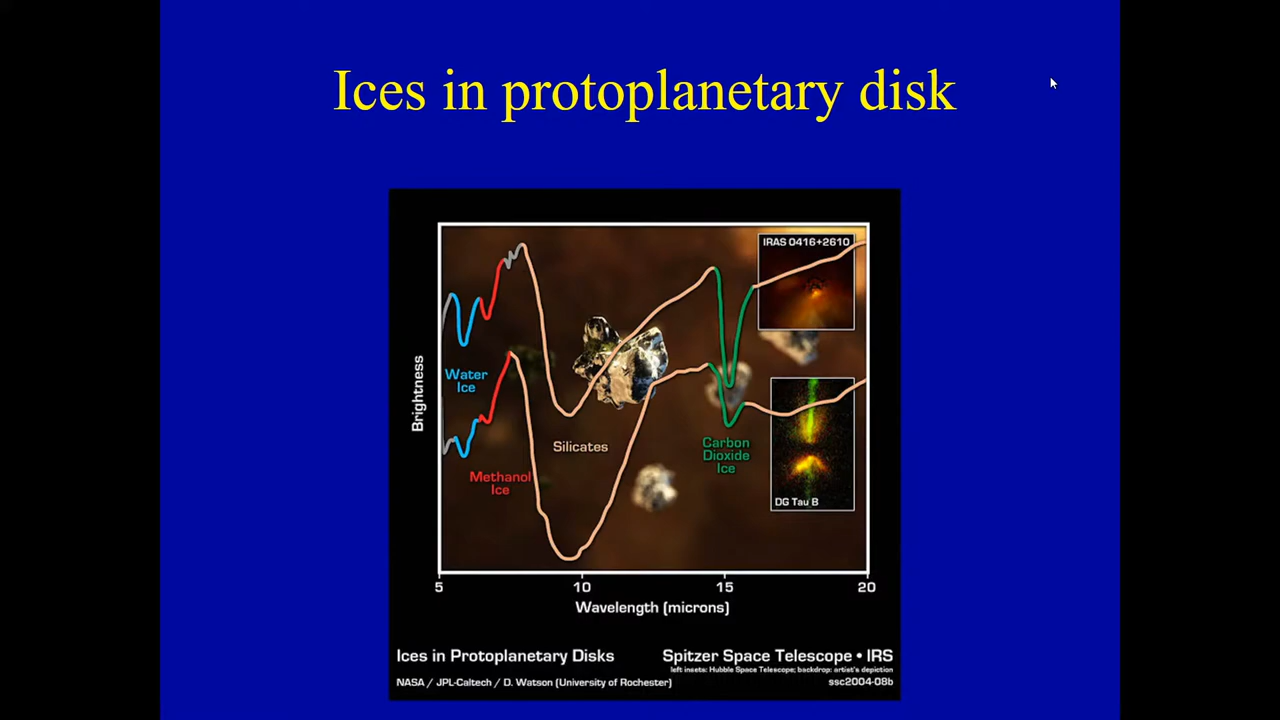 Ices in protoplanetary disk
IRAS 0416+2610
Water
Ice
Brightness
Silicates
Carbon
Dioxide
Ice
Methanol
Ice
DG Tau B
5 10 15 20
Wavelength (microns)
Ices in Protoplanetary Disks
NASA / JPL-Caltech / D. Watson (University of Rochester)
Spitzer Space Telescope • IRS
left insets: Hubble Space Telescope; backdrop: artist's depiction
ssc2004-08b